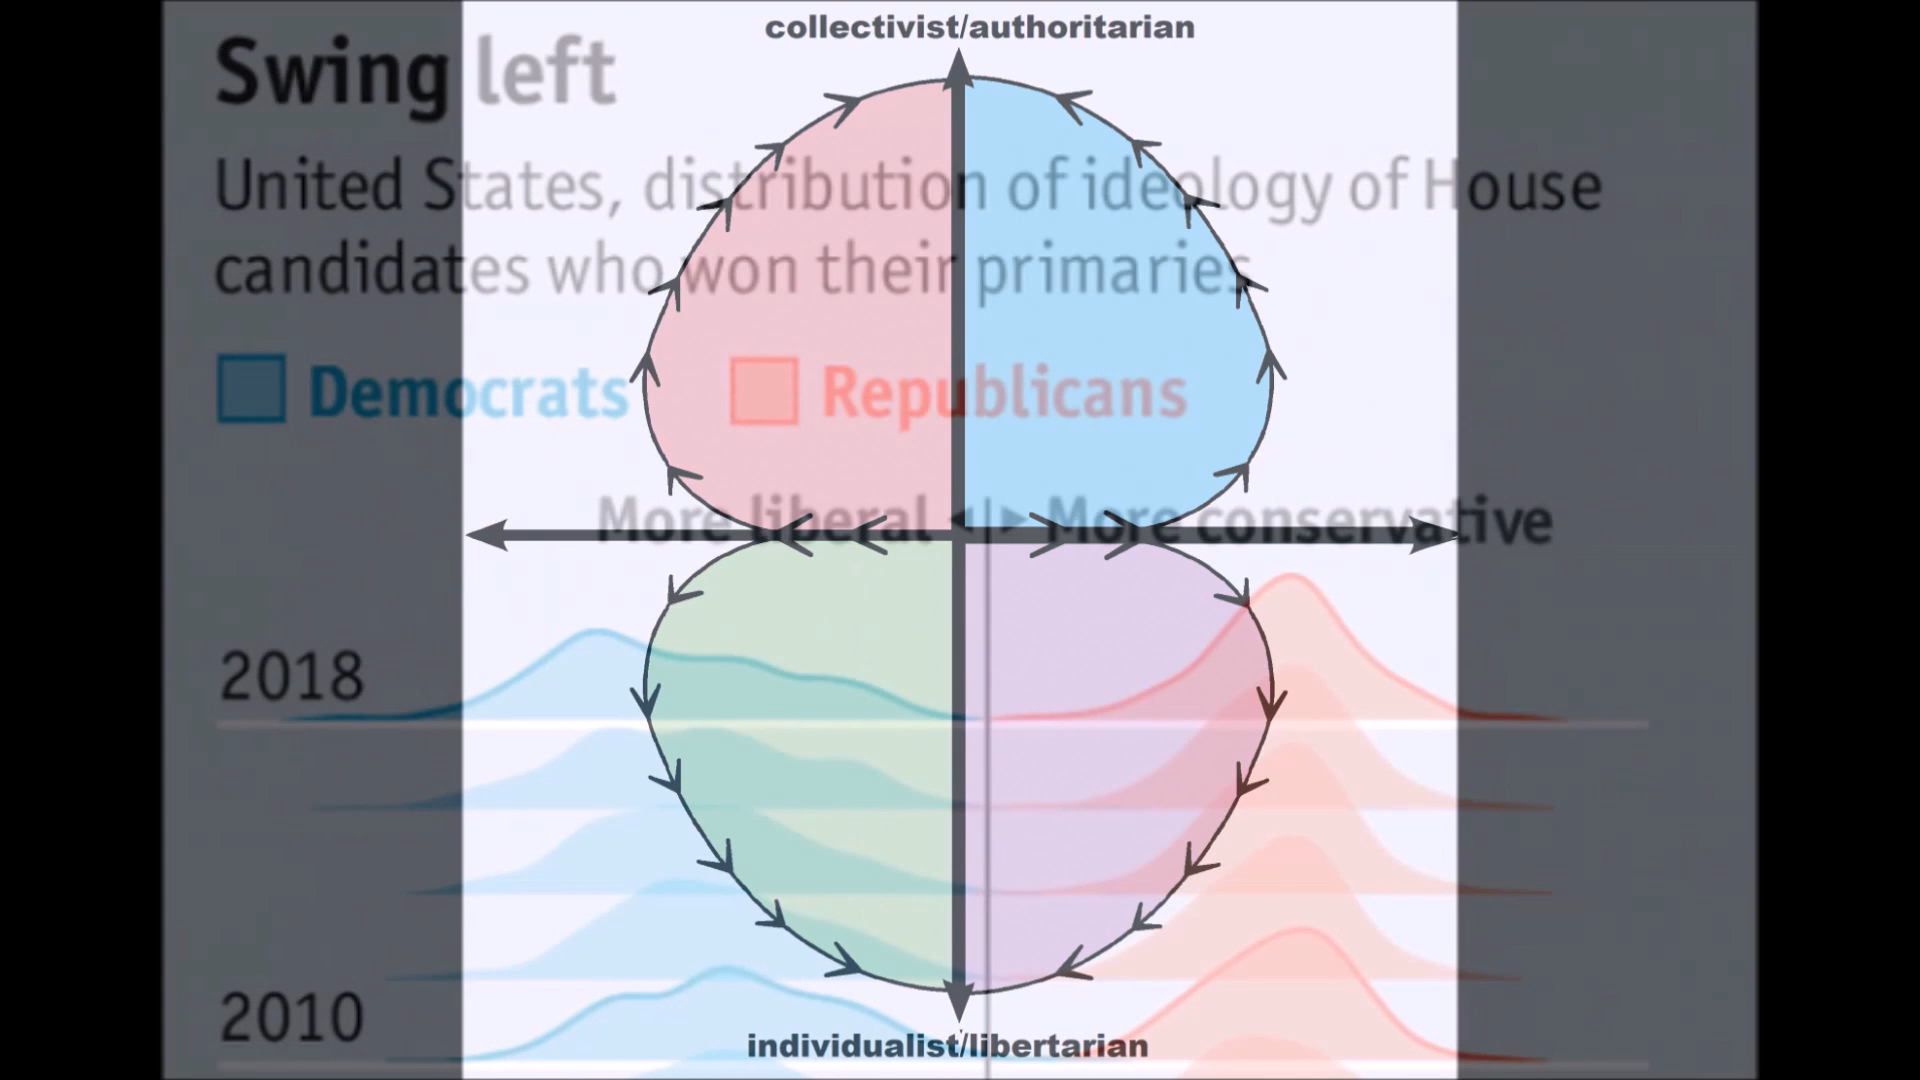 collectivist/authoritarian
Swing left
United States, distribution of ideology of House
candidates who won their primaries
Democrats Republicans
More liberal More conservative
2018
2010
individualist/libertarian